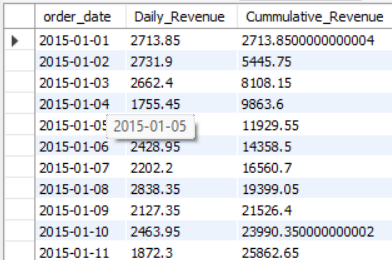 order_date Daily_Revenue Cummulative_Revenue
2015-01-01 2713.85 2713.8500000000004
2015-01-02 2731.9 5445.75
2015-01-03 2662.4 8108.15
2015-01-04 1755.45 9863.6
2015-01-05 2015-01-05 11929.55
2015-01-06 2428.95 14358.5
2015-01-07 2202.2 16560.7
2015-01-08 2838.35 19399.05
2015-01-09 2127.35 21526.4
2015-01-10 2463.95 23990.350000000002
2015-01-11 1872.3 25862.65